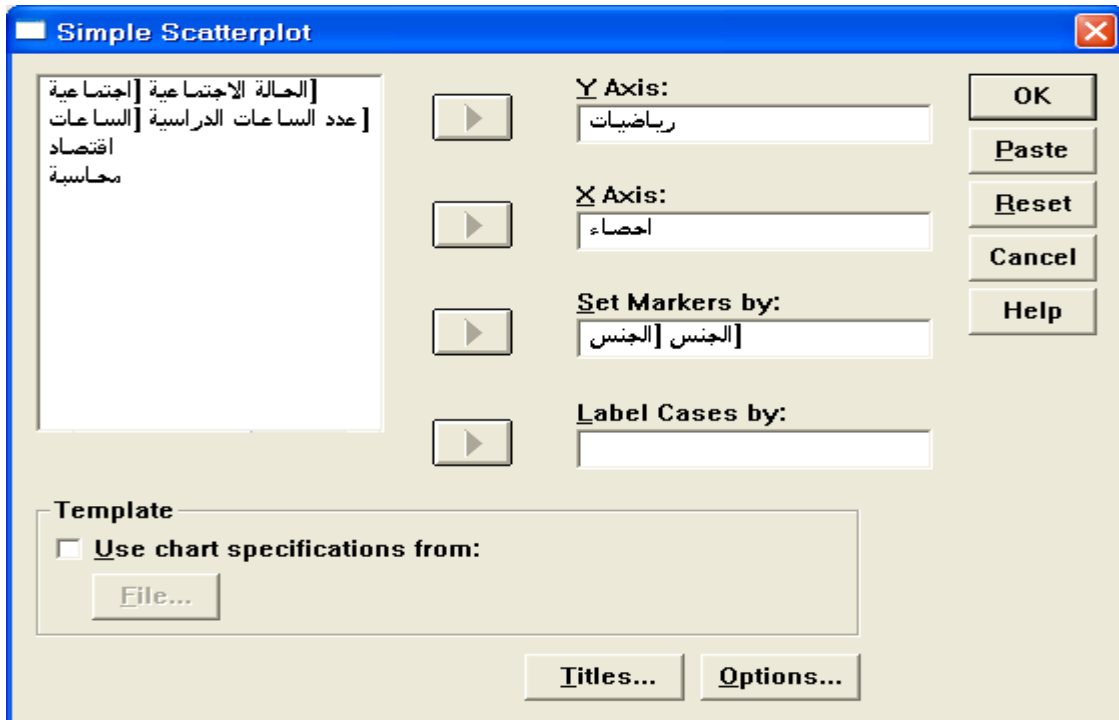 Simple Scatterplot
الحالة الاجتماعية [اجتماعية]
عدد الساعات الدراسية [الساعات]
اقتصاد
محاسبة
Y Axis:
رياضيات
X Axis:
احصاء
Set Markers by:
الجنس [الجنس]
Label Cases by:
OK
Paste
Reset
Cancel
Help
Template
Use chart specifications from:
File...
Titles...
Options...